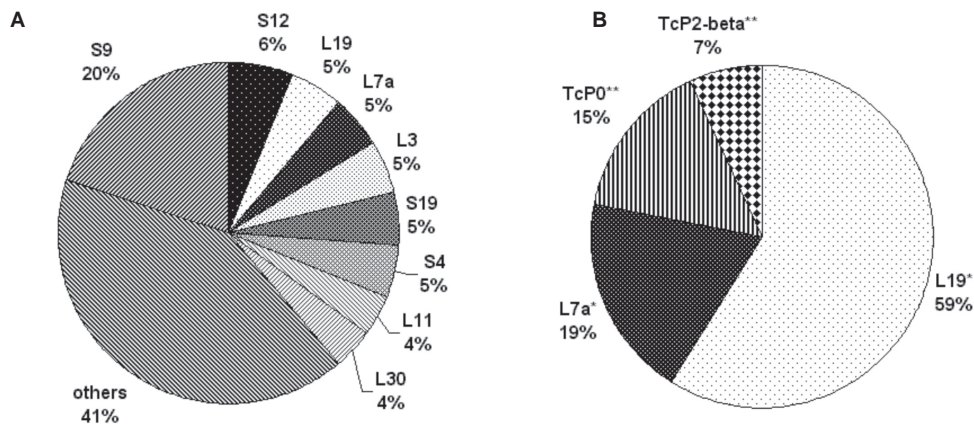 A
S12
6%
L19
5%
L7a
5%
L3
5%
S19
5%
S4
5%
L11
4%
L30
4%
others
41%
S9
20%
B
TcP2-beta**
7%
TcP0**
15%
L7a*
19%
L19*
59%